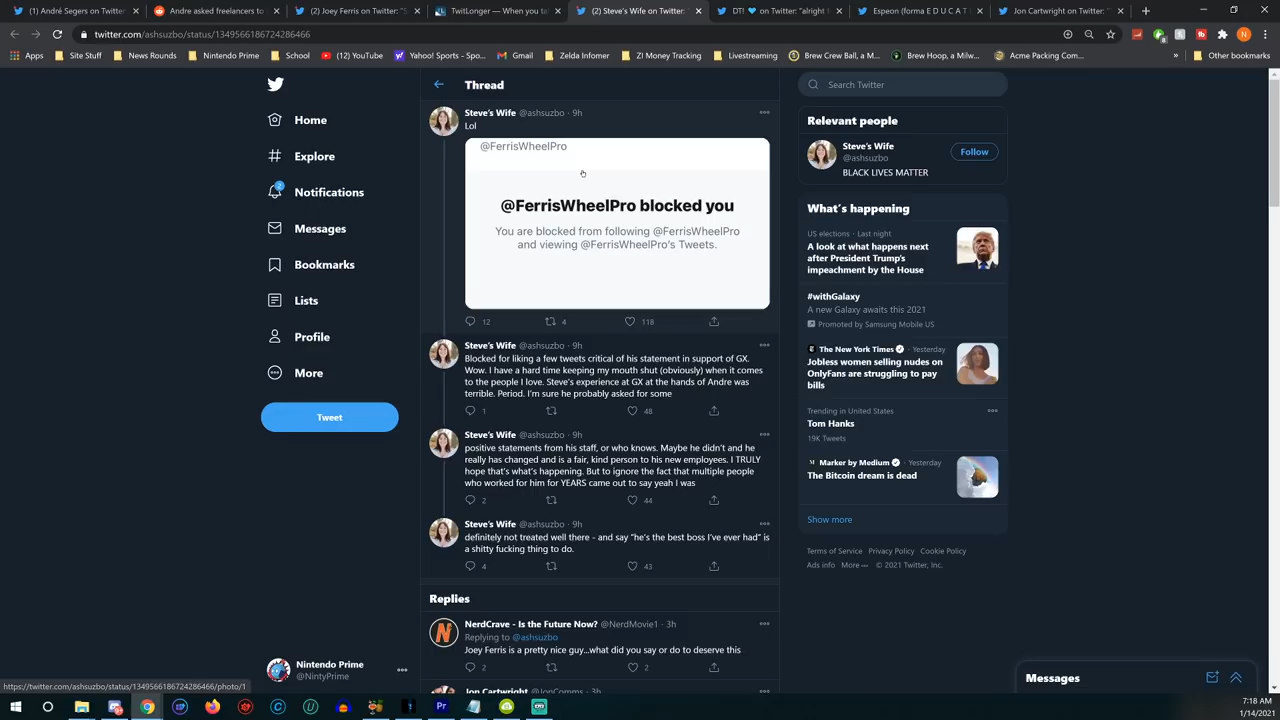 DT! 💙 on Twitter: "alright
(2) Andre Segers on Twitter: "
Andre asked freelancers to
(2) Joey Ferris on Twitter: "S
TwitLonger — When you tal
(2) Steve's Wife on Twitter: "
DT! 💙 on Twitter: "alright
Espeon (forma E D U C A T
Jon Cartwright on Twitter: "
twitter.com/ashsuzbo/status/1349566186724286466
N
Apps
Site Stuff
News Rounds
Nintendo Prime
School
(12) YouTube
Yahoo! Sports - Spo...
Gmail
Zelda Infomer
ZI Money Tracking
Livestreaming
Brew Crew Ball, a M...
Brew Hoop, a Milw...
Acme Packing Com...
»
Other bookmarks
Home
Explore
2
Notifications
Messages
Bookmarks
Lists
Profile
More
Tweet
Nintendo Prime
@NintyPrime
Thread
Steve's Wife @ashsuzbo · 9h
Lol
@FerrisWheelPro
@FerrisWheelPro blocked you
You are blocked from following @FerrisWheelPro
and viewing @FerrisWheelPro's Tweets.
12 4 118
Steve's Wife @ashsuzbo · 9h
Blocked for liking a few tweets critical of his statement in support of GX.
Wow. I have a hard time keeping my mouth shut (obviously) when it comes
to the people I love. Steve's experience at GX at the hands of Andre was
terrible. Period. I'm sure he probably asked for some
1 48
Steve's Wife @ashsuzbo · 9h
positive statements from his staff, or who knows. Maybe he didn't and he
really has changed and is a fair, kind person to his new employees. I TRULY
hope that's what's happening. But to ignore the fact that multiple people
who worked for him for YEARS came out to say yeah I was
2 44
Steve's Wife @ashsuzbo · 9h
definitely not treated well there - and say "he's the best boss I've ever had" is
a shitty fucking thing to do.
4 43
Replies
NerdCrave - Is the Future Now? @NerdMovie1 · 3h
Replying to @ashsuzbo
Joey Ferris is a pretty nice guy...what did you say or do to deserve this
2 2
Jon Cartwright @JonComms · 3h
Search Twitter
Relevant people
Steve's Wife
@ashsuzbo
Follow
BLACK LIVES MATTER
What's happening
US elections · Last night
A look at what happens next
after President Trump's
impeachment by the House
#withGalaxy
A new Galaxy awaits this 2021
Promoted by Samsung Mobile US
The New York Times · Yesterday
Jobless women selling nudes on
OnlyFans are struggling to pay
bills
Trending in United States
Tom Hanks
19K Tweets
Marker by Medium · Yesterday
The Bitcoin dream is dead
Show more
Terms of Service Privacy Policy Cookie Policy
Ads info More ··· © 2021 Twitter, Inc.
Messages
https://twitter.com/ashsuzbo/status/1349566186724286466/photo/1
7:18 AM
1/14/2021